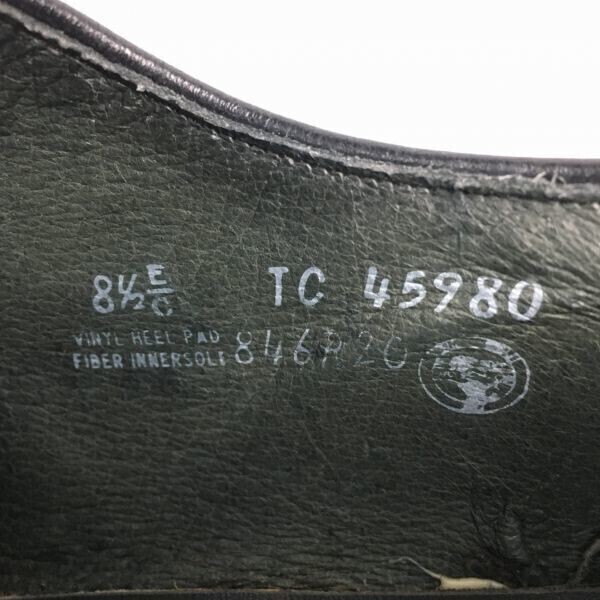 8½ E/C TC 45980
VINYL HEEL PAD
FIBER INNERSOLE 846P20